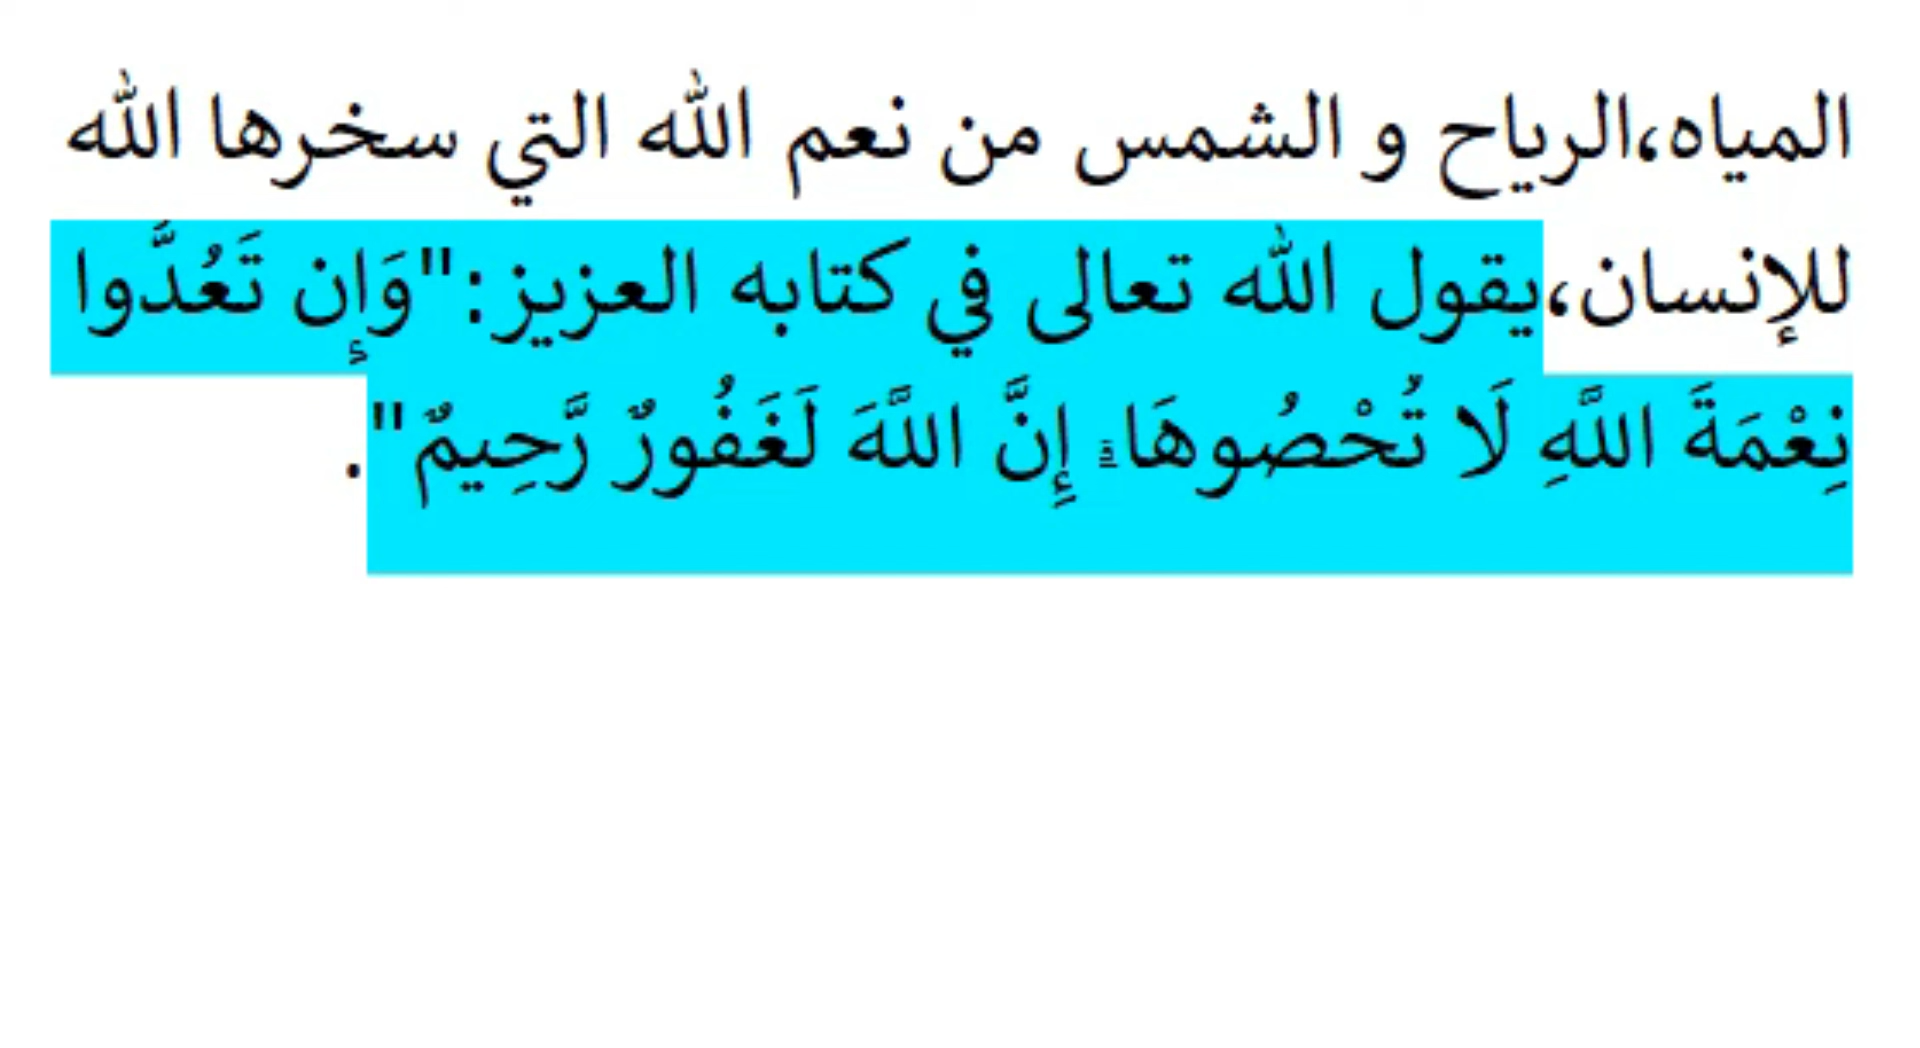 المياه،الرياح و الشمس من نعم الله التي سخرها الله
للإنسان،يقول الله تعالى في كتابه العزيز:"وَإِن تَعُدَّوا
نِعْمَةَ اللَّهِ لَا تُحْصُوهَا ۗ إِنَّ اللَّهَ لَغَفُورٌ رَّحِيمٌ".